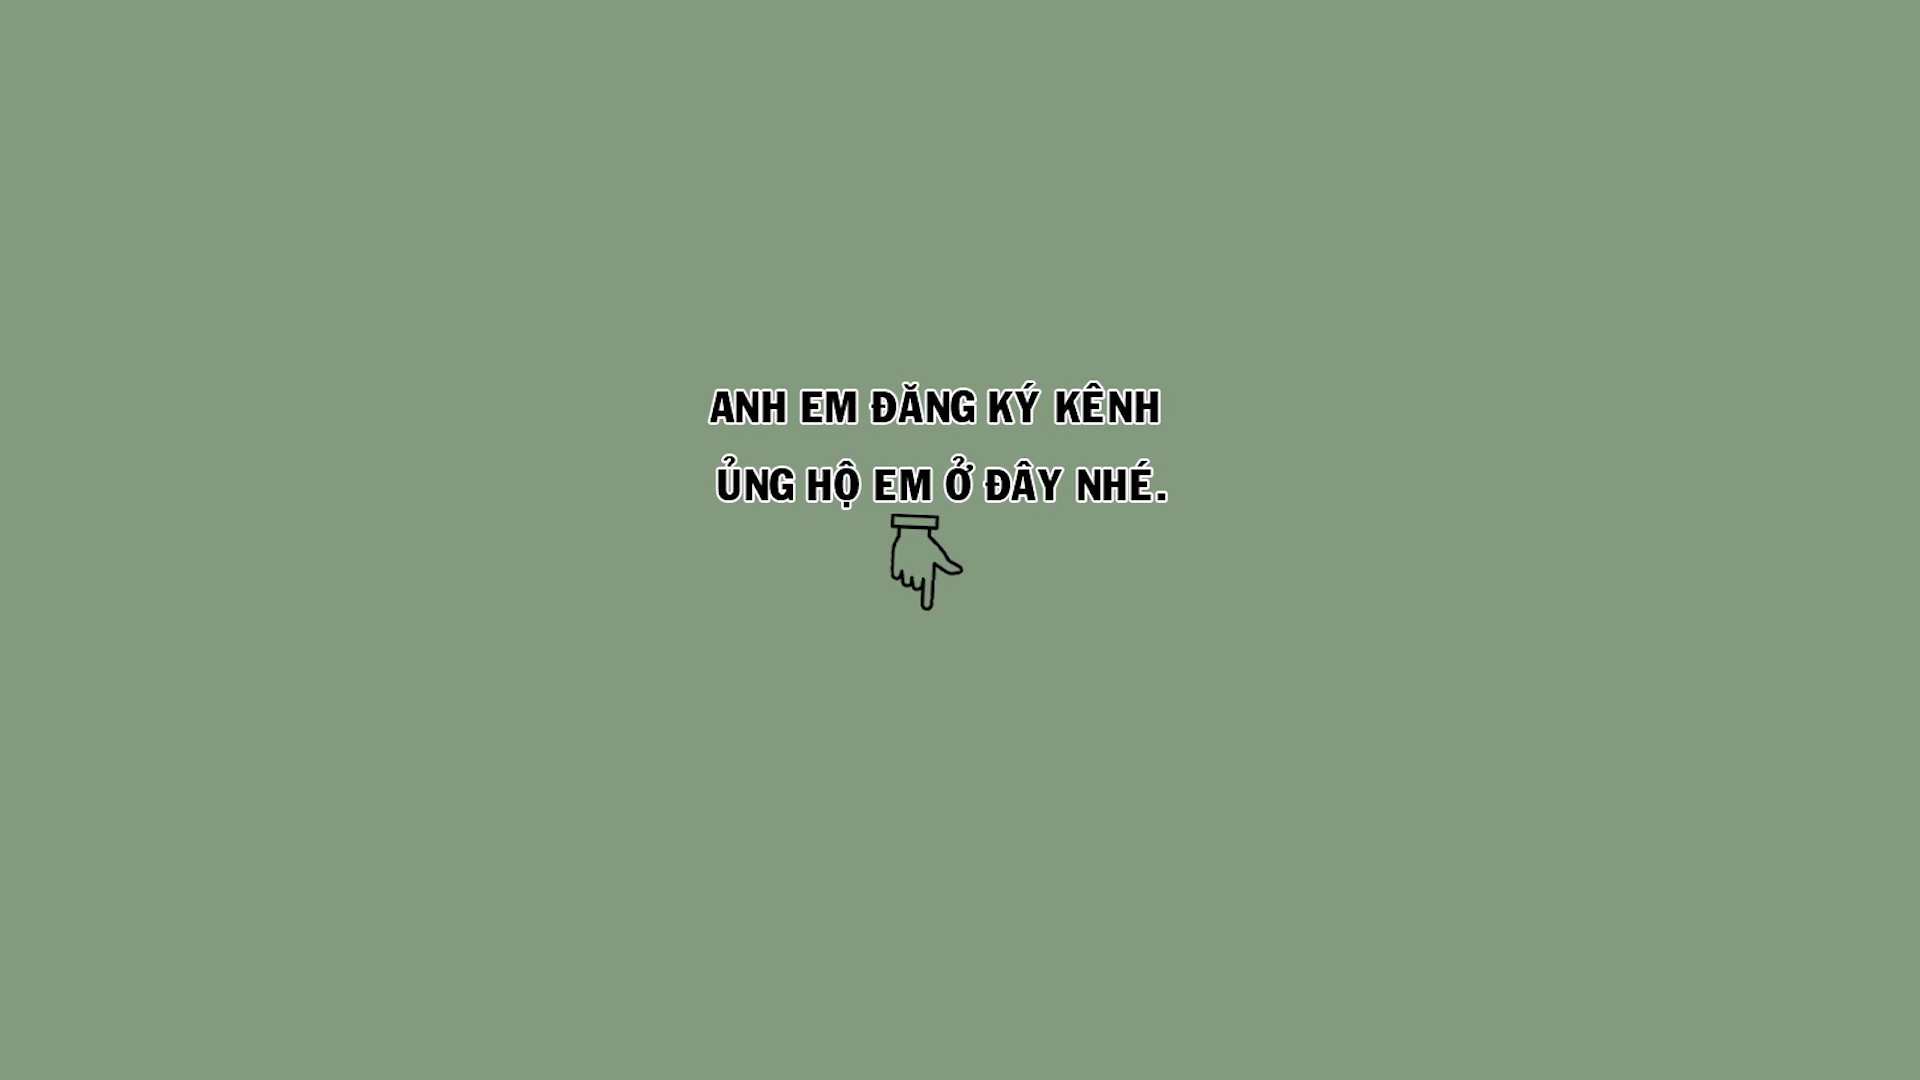 ANH EM ĐĂNG KÝ KÊNH
ỦNG HỘ EM Ở ĐÂY NHÉ.